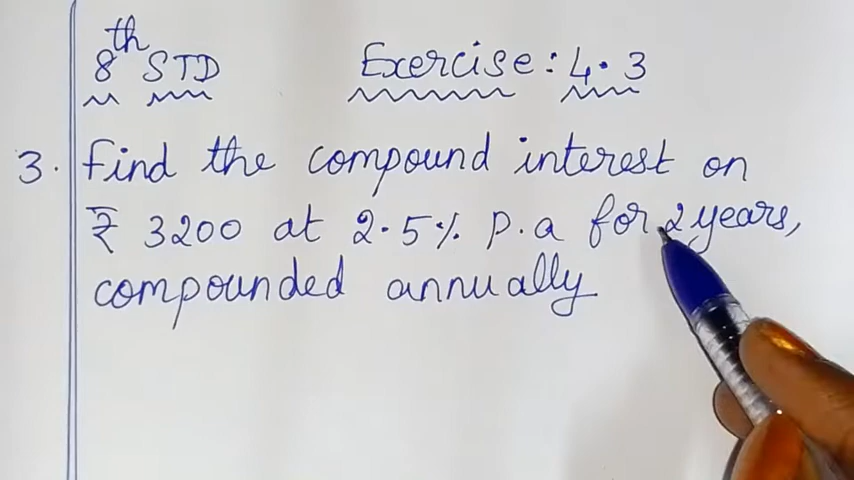 8th STD Exercise: 4.3
3. Find the compound interest on
₹ 3200 at 2.5% p.a for 2 years,
compounded annually